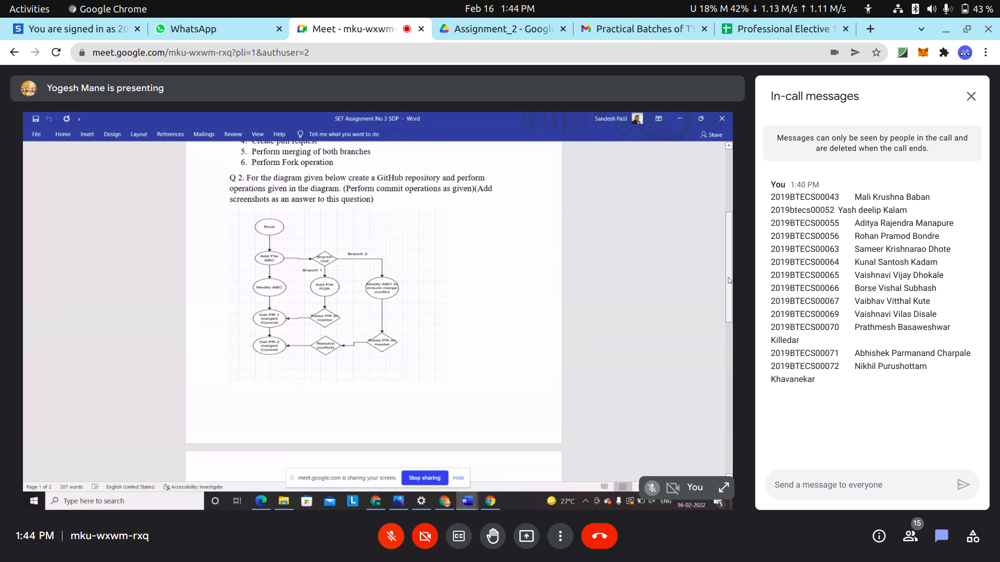 Activities
Google Chrome
Feb 16 1:44 PM
U 18% M 42% ↓ 1.13 M/s ↑ 1.11 M/s
43 %
You are signed in as 20
WhatsApp
Meet - mku-wxwm-
Assignment_2 - Google
Practical Batches of TY
Professional Elective 1
meet.google.com/mku-wxwm-rxq?pli=1&authuser=2
Yogesh Mane is presenting
SET Assignment No 3 SDP - Word
Sandesh Patil
File Home Insert Design Layout References Mailings Review View Help Tell me what you want to do
Share
4. Create pull request
5. Perform merging of both branches
6. Perform Fork operation
Q 2. For the diagram given below create a GitHub repository and perform
operations given in the diagram. (Perform commit operations as given)(Add
screenshots as an answer to this question)
Root
Add File
ABC
Branch
Out
Branch 2
Branch 1
Modify ABC
Add File
PQR
Modify ABC to
ensure merge
conflict
Get PR 1
merged
Commit
Raise PR on
master
Get PR 2
merged
Commit
Resolve
conflicts
Raise PR on
master
meet.google.com is sharing your screen.
Stop sharing
Hide
Page 1 of 2
207 words
English (United States)
Accessibility: Investigate
Type here to search
27°C
ENG
16-02-2022
5
You
In-call messages
Messages can only be seen by people in the call and
are deleted when the call ends.
You 1:40 PM
2019BTECS00043 Mali Krushna Baban
2019btecs00052 Yash deelip Kalam
2019BTECS00055 Aditya Rajendra Manapure
2019BTECS00056 Rohan Pramod Bondre
2019BTECS00063 Sameer Krishnarao Dhote
2019BTECS00064 Kunal Santosh Kadam
2019BTECS00065 Vaishnavi Vijay Dhokale
2019BTECS00066 Borse Vishal Subhash
2019BTECS00067 Vaibhav Vitthal Kute
2019BTECS00069 Vaishnavi Vilas Disale
2019BTECS00070 Prathmesh Basaweshwar
Killedar
2019BTECS00071 Abhishek Parmanand Charpale
2019BTECS00072 Nikhil Purushottam
Khavanekar
Send a message to everyone
1:44 PM
mku-wxwm-rxq
15